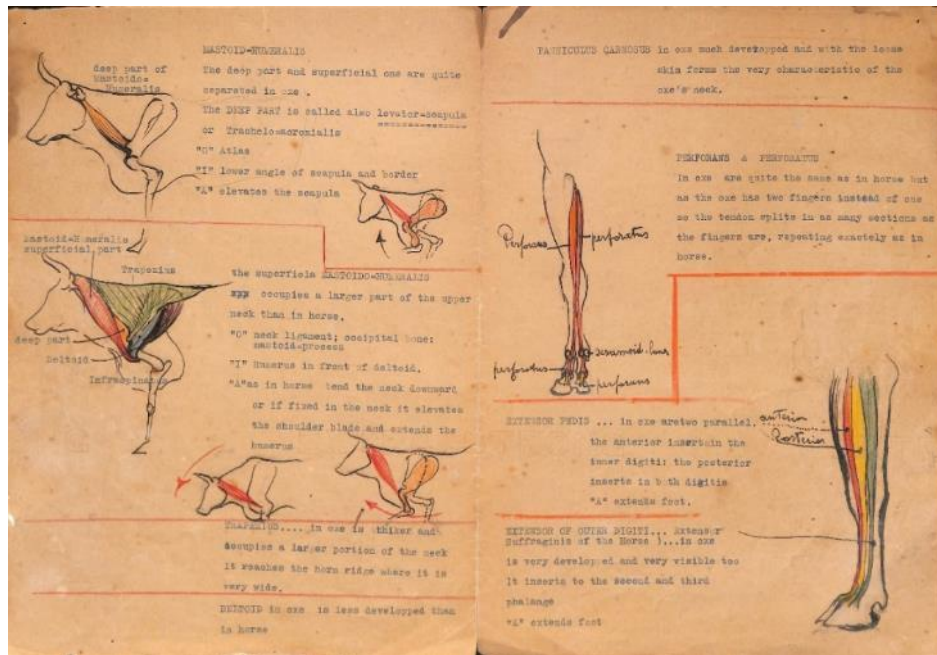 MASTOID-HUMERALIS
deep part of
Mastoido-
Humeralis
The deep part and superficial one are quite
separated in oxe .
The DEEP PART is called also levator-scapula
or Trachelo-acromialis
"O" Atlas
"I" lower angle of scapula and border
"A" elevates the scapula
Mastoid-Humeralis
superficial part
Trapezius
deep part
Deltoid
Infraspinatus
the superficia MASTOIDO-HUMERALIS
occupies a larger part of the upper
neck than in horse.
"O" neck ligament; occipital bone;
mastoid-process
"I" Humerus in front of deltoid.
"A"as in horse bend the neck downward
or if fixed in the neck it elevates
the shoulder blade and extends the
humerus
TRAPEZIUS.... in oxe is thiker and
occupies a larger portion of the neck
It reaches the horn ridge where it is
very wide.
DELTOID in oxe is less developped than
in horse
PANNICULUS CARNOSUS in oxe much developped and with the loose
skin forms the very characteristic of the
oxe's neck.
PERFORANS & PERFORATUS
In oxe are quite the same as in horse but
as the oxe has two fingers instead of one
so the tendon splits in as many sections as
the fingers are, repeating exactely as in
horse.
Perforans
perforatus
sesamoid-bones
perforatus
perforans
EXTENSOR PEDIS ... in oxe aretwo parallel,
the anterior insertsin the
inner digiti; the posterior
inserts in both digitis
"A" extends foot.
anterior
Posterior
EXTENSOR OF OUTER DIGITI... Extensor
Suffraginis of the Horse )...in oxe
is very developed and very visible too
It inserts to the second and third
phalange
"A" extends foot